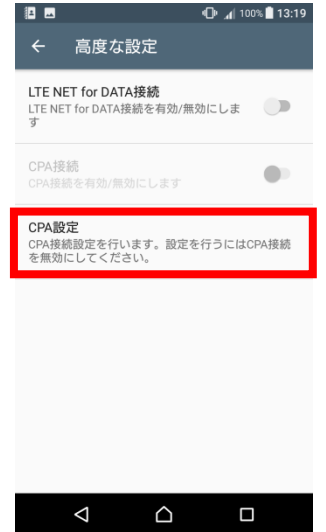 100% 13:19
高度な設定
LTE NET for DATA接続
LTE NET for DATA接続を有効/無効にしま
す
CPA接続
CPA接続を有効/無効にします
CPA設定
CPA接続設定を行います。設定を行うにはCPA接続
を無効にしてください。